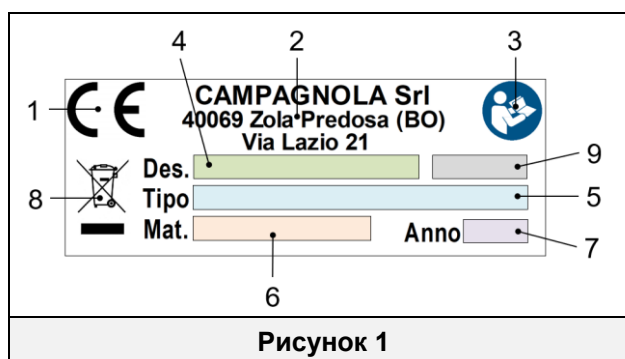 4 2 3
1 CE CAMPAGNOLA Srl
40069 Zola Predosa (BO)
Via Lazio 21
Des. 9
8 Tipo 5
Mat. Anno 7
6
Рисунок 1